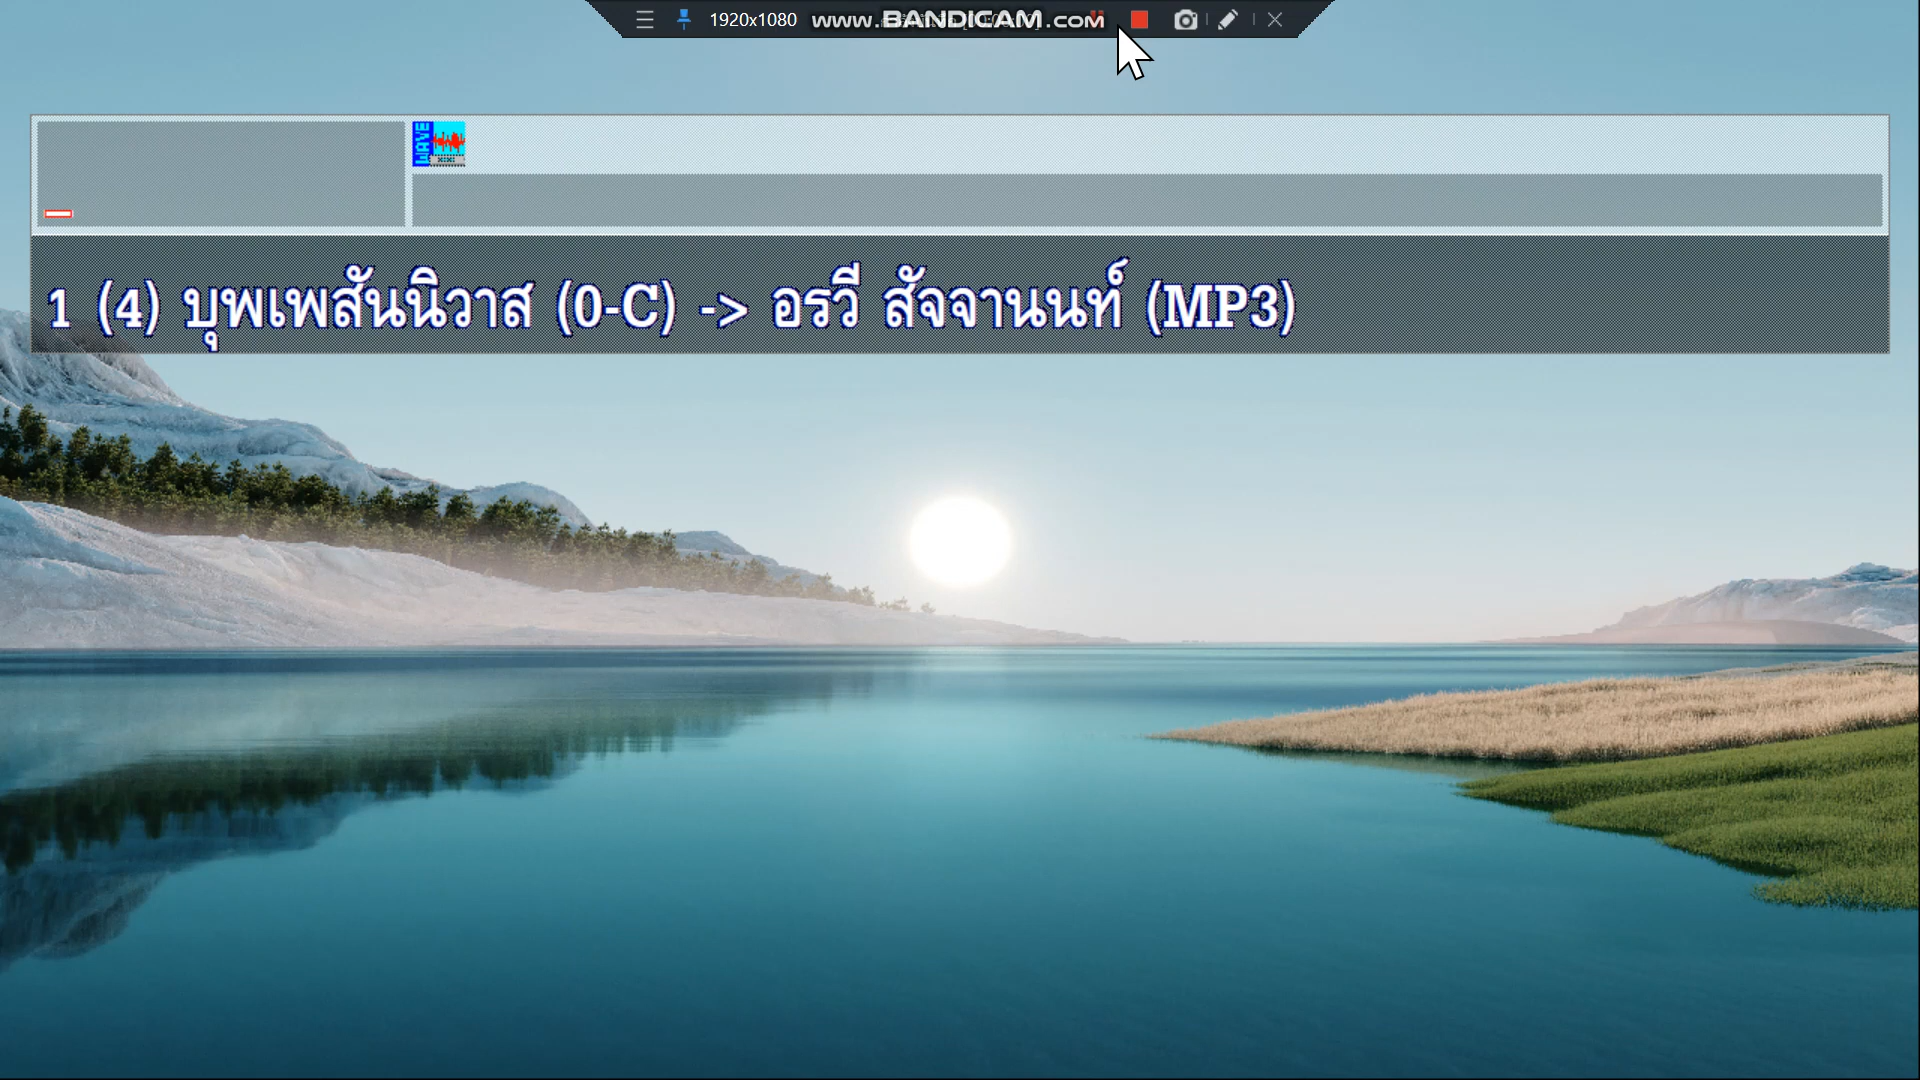 1920x1080 www.BANDICAM.com
WAVE
1 (4) บุพเพสันนิวาส (0-C) -> อรวี สัจจานนท์ (MP3)